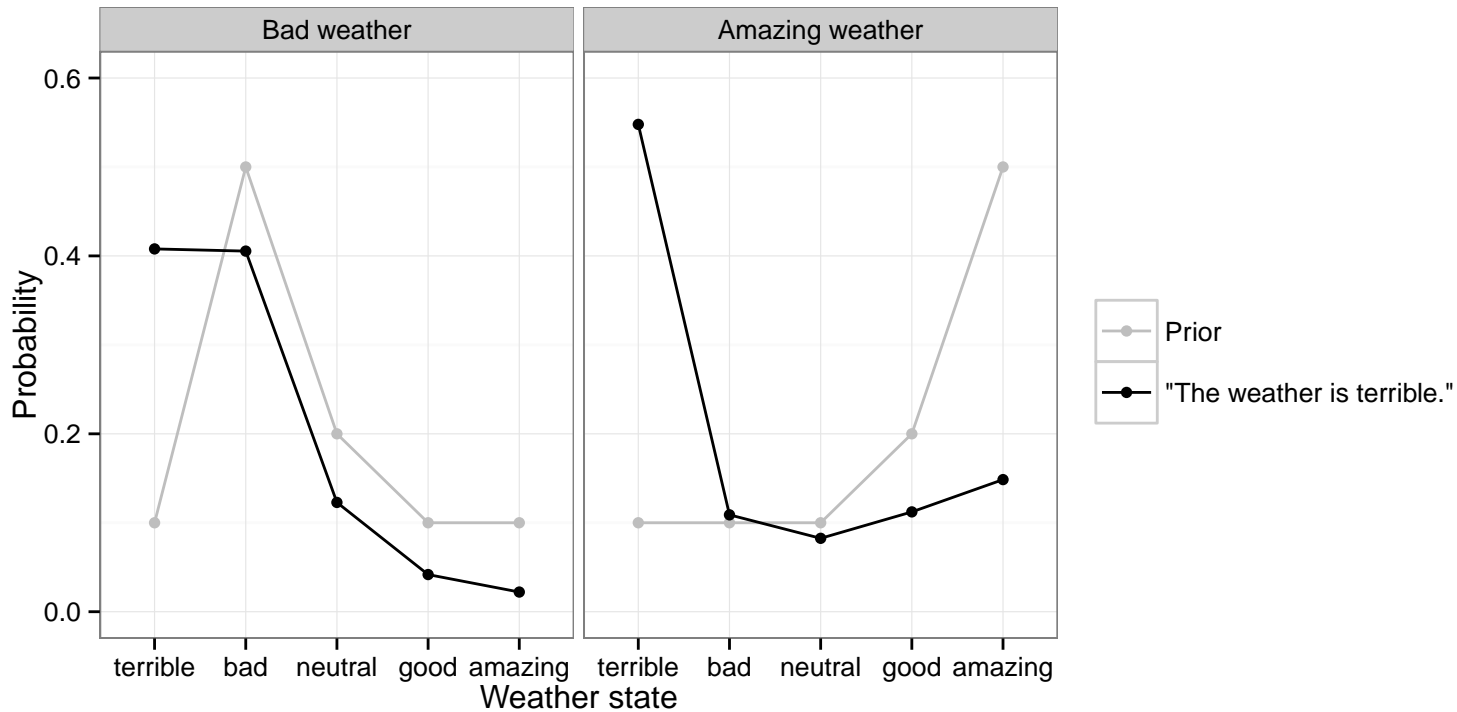 Bad weather
Amazing weather
0.6
0.4
0.2
0.0
Probability
terrible bad neutral good amazing
terrible bad neutral good amazing
Weather state
Prior
"The weather is terrible."